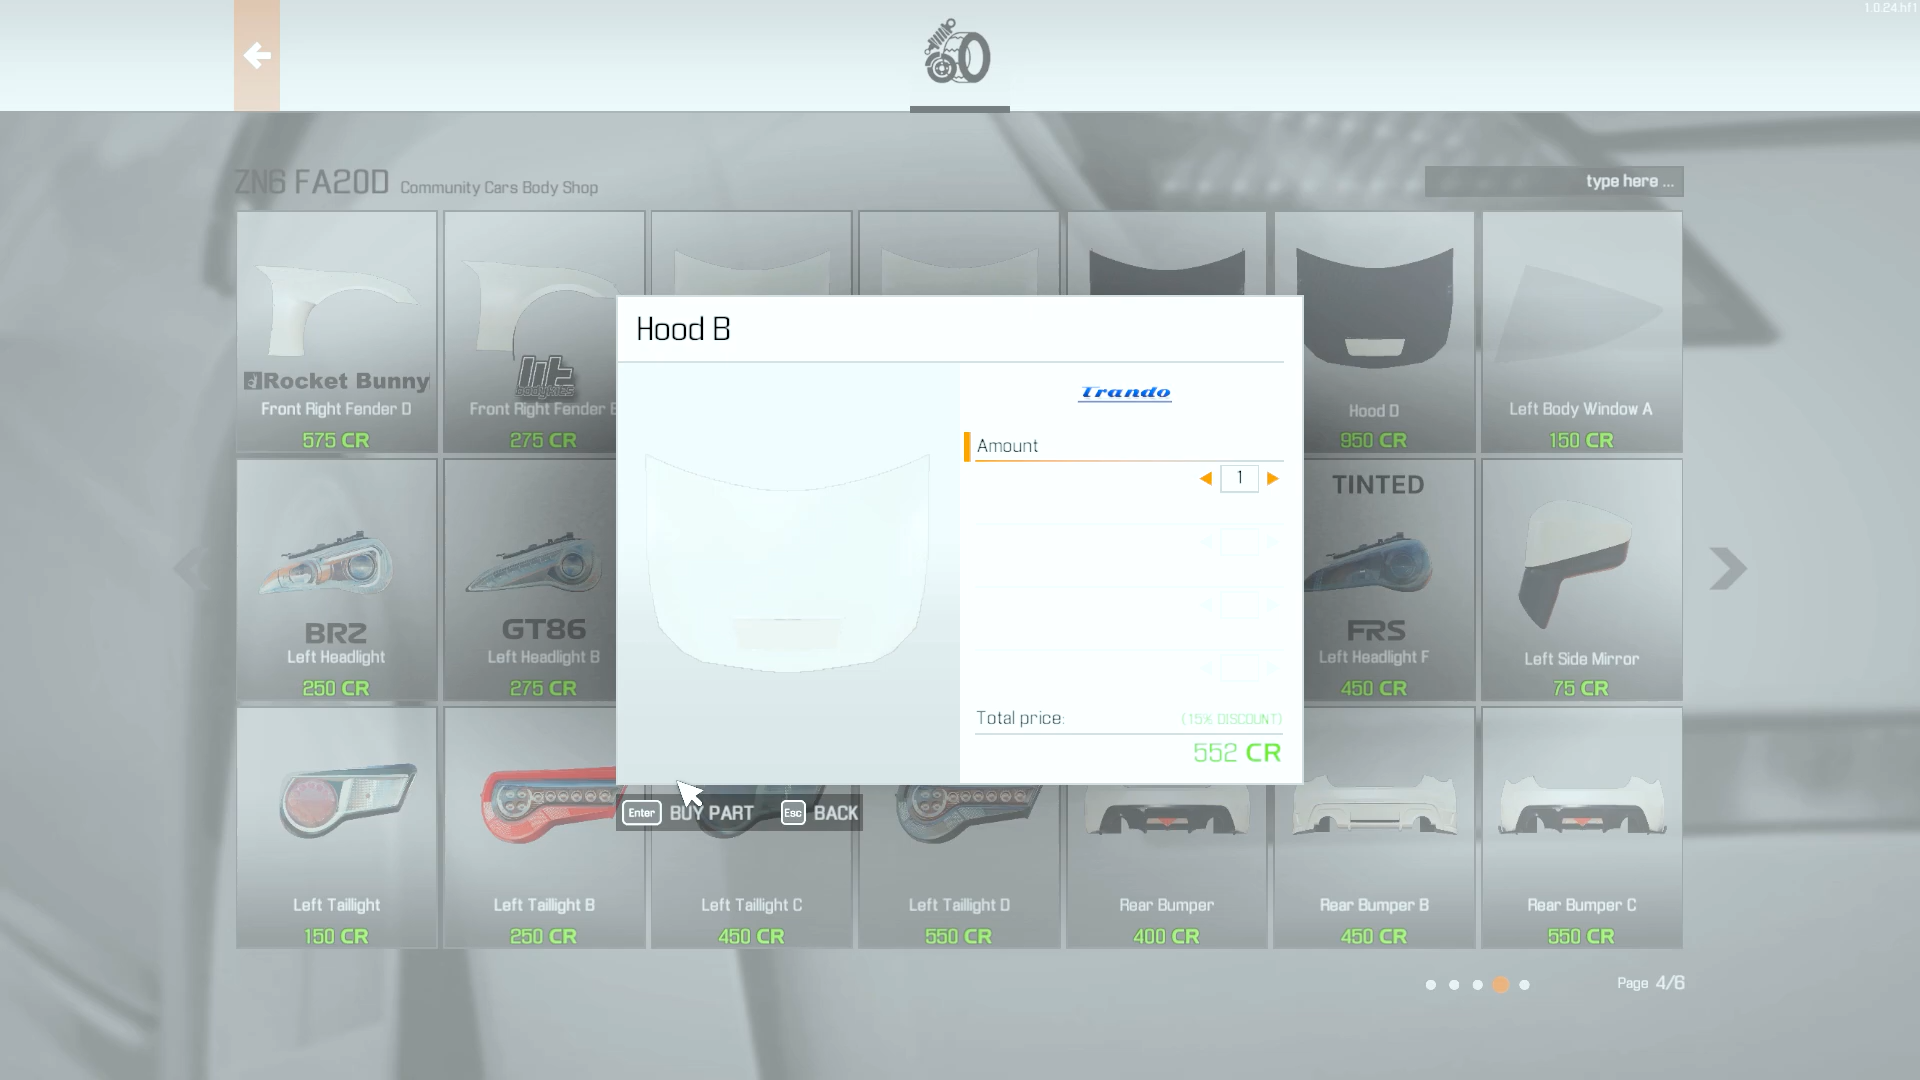 1.0.24.hf1
ZN6 FA20D Community Cars Body Shop
type here ...
Rocket Bunny
Front Right Fender D
575 CR
Front Right Fender
275 CR
Hood D
950 CR
Left Body Window A
150 CR
Hood B
Trando
Amount
1
Total price:
(15% DISCOUNT)
552 CR
Enter BUY PART Esc BACK
BRZ
Left Headlight
250 CR
GT86
Left Headlight B
275 CR
TINTED
FRS
Left Headlight F
450 CR
Left Side Mirror
75 CR
Left Taillight
150 CR
Left Taillight B
250 CR
Left Taillight C
450 CR
Left Taillight D
550 CR
Rear Bumper
400 CR
Rear Bumper B
450 CR
Rear Bumper C
550 CR
Page 4/6